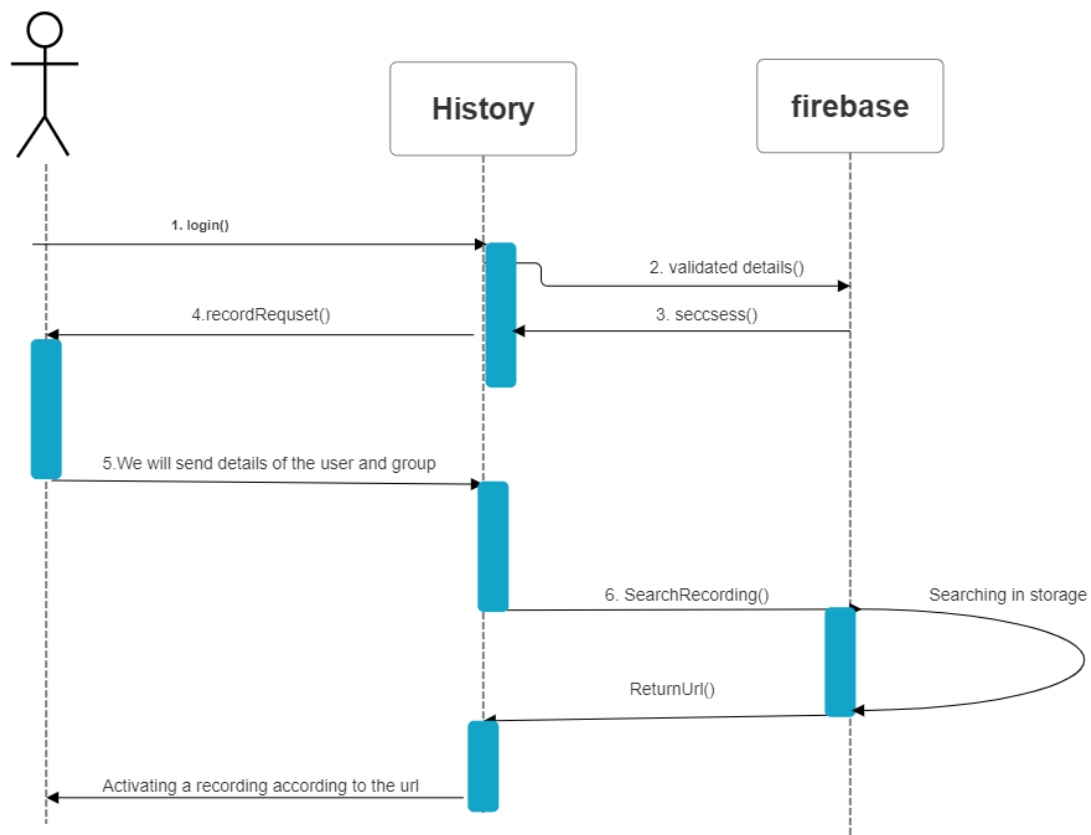 History
firebase
1. login()
2. validated details()
3. seccsess()
4.recordRequset()
5.We will send details of the user and group
6. SearchRecording()
Searching in storage
ReturnUrl()
Activating a recording according to the url